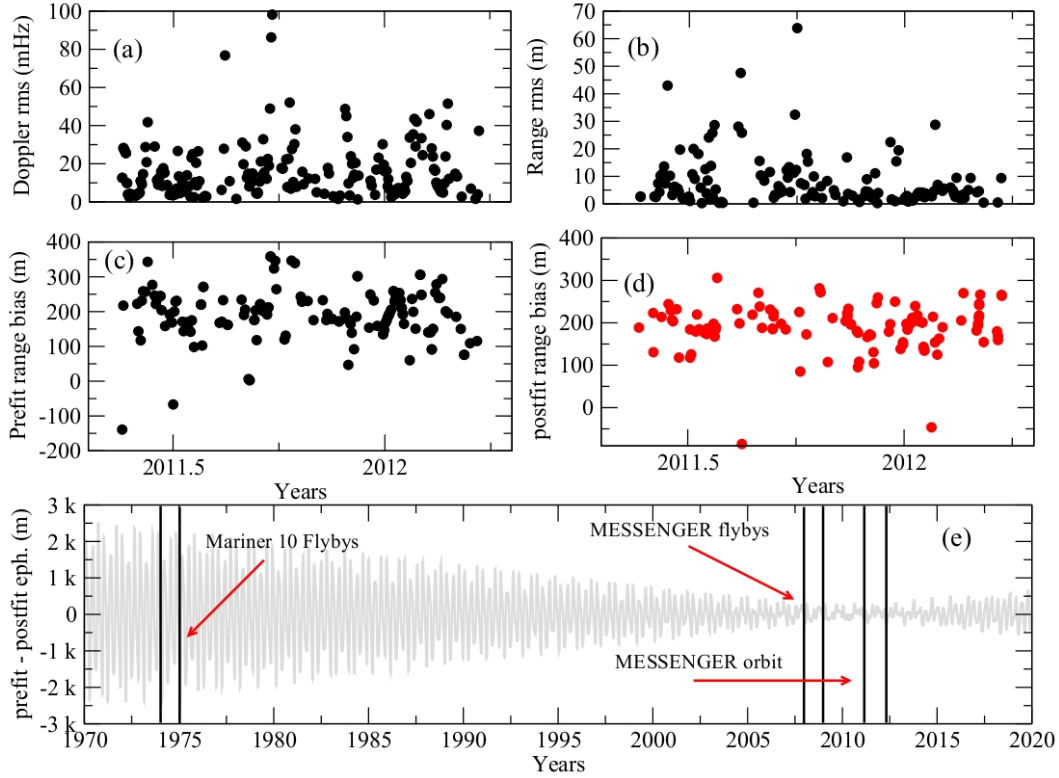 100
80
60
40
20
0
Doppler rms (mHz)
(a)
70
60
50
40
30
20
10
0
Range rms (m)
(b)
400
300
200
100
0
-100
-200
Prefit range bias (m)
(c)
2011.5
2012
Years
400
300
200
100
0
postfit range bias (m)
(d)
2011.5
2012
Years
3 k
2 k
1 k
0
-1 k
-2 k
-3 k
prefit - postfit eph. (m)
Mariner 10 Flybys
MESSENGER flybys
(e)
MESSENGER orbit
1970
1975
1980
1985
1990
1995
2000
2005
2010
2015
2020
Years